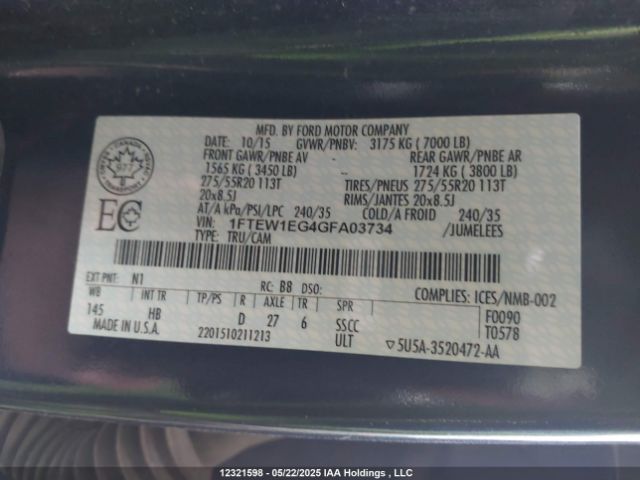 MFD. BY FORD MOTOR COMPANY
DATE: 10/15 GVWR/PNBV: 3175 KG ( 7000 LB)
FRONT GAWR/PNBE AV REAR GAWR/PNBE AR
1565 KG ( 3450 LB) 1724 KG ( 3800 LB)
275/55R20 113T TIRES/PNEUS 275/55R20 113T
20x8.5J RIMS/JANTES 20x8.5J
AT/A kPa/PSI/LPC 240/35 COLD/A FROID 240/35
VIN: 1FTEW1EG4GFA03734 /JUMELEES
TYPE: TRU/CAM
CANADA
977
EC
EXT PNT: N1 RC: B8 DSO: COMPLIES: ICES/NMB-002
WB INT TR TP/PS R AXLE TR SPR F0090
145 HB D 27 6 SSCC T0578
MADE IN U.S.A. 2201510211213 ULT ▽5U5A-3520472-AA
12321598 - 05/22/2025 IAA Holdings , LLC